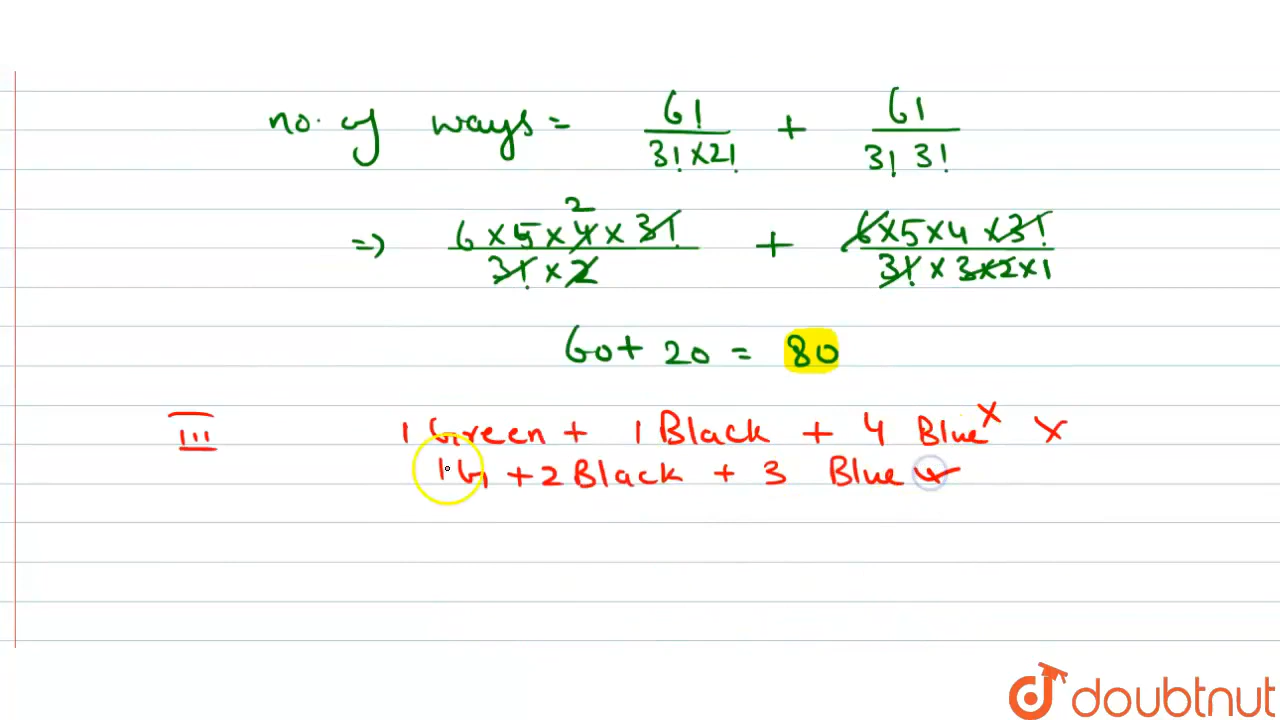 no. of ways = 6! / 3! × 2! + 6! / 3! 3!
=> 6 × 5 × 4 2 × 3! / 3! × 2 + 6 × 5 × 4 × 3! / 3! × 3 × 2 × 1
60 + 20 = 80
III 1 Green + 1 Black + 4 Blue x x
1G + 2 Black + 3 Blue
doubtnut